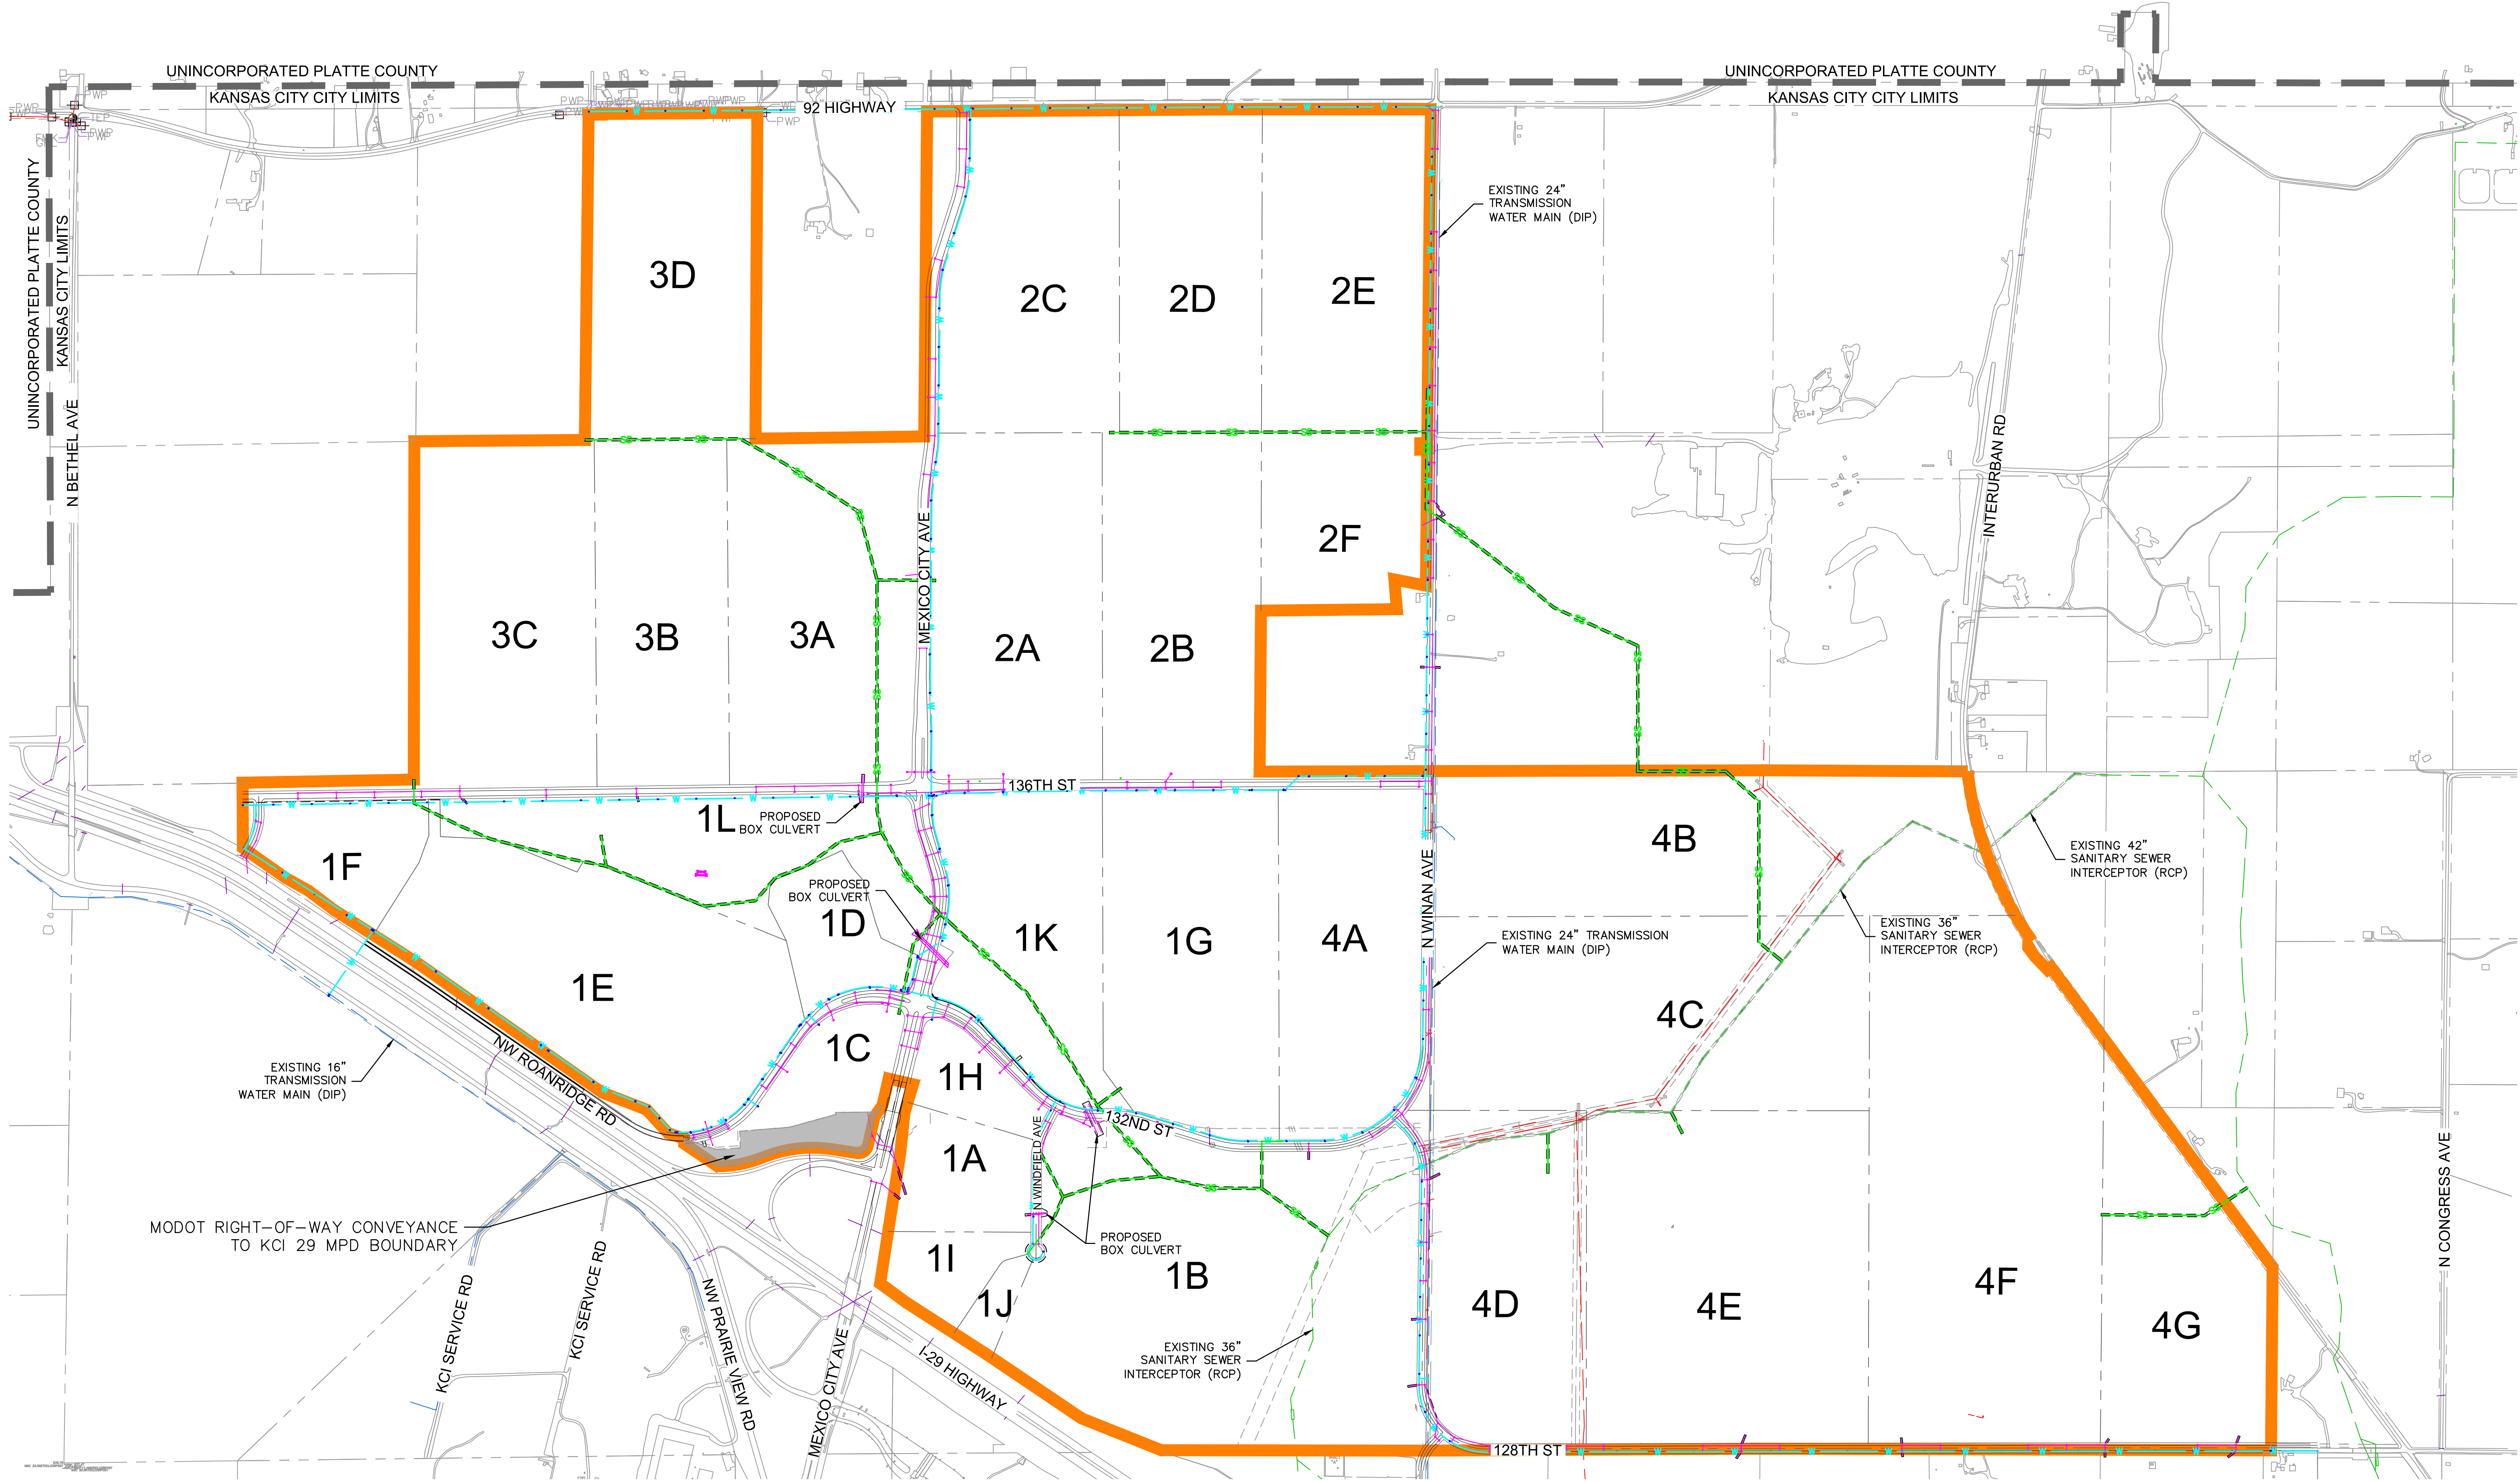 UNINCORPORATED PLATTE COUNTY
KANSAS CITY CITY LIMITS
UNINCORPORATED PLATTE COUNTY
KANSAS CITY CITY LIMITS
92 HIGHWAY
UNINCORPORATED PLATTE COUNTY
KANSAS CITY CITY LIMITS
N BETHEL AVE
EXISTING 24"
TRANSMISSION
WATER MAIN (DIP)
3D
2C
2D
2E
INTERURBAN RD
MEXICO CITY AVE
2F
3C
3B
3A
2A
2B
136TH ST
1L
PROPOSED
BOX CULVERT
4B
EXISTING 42"
SANITARY SEWER
INTERCEPTOR (RCP)
1F
PROPOSED
BOX CULVERT
1D
1K
1G
4A
N WINAN AVE
EXISTING 24" TRANSMISSION
WATER MAIN (DIP)
EXISTING 36"
SANITARY SEWER
INTERCEPTOR (RCP)
1E
4C
1C
1H
EXISTING 16"
TRANSMISSION
WATER MAIN (DIP)
NW ROANRIDGE RD
132ND ST
1A
N WINDFIELD AVE
MODOT RIGHT-OF-WAY CONVEYANCE
TO KCI 29 MPD BOUNDARY
PROPOSED
BOX CULVERT
1I
1J
1B
4D
4E
4F
4G
N CONGRESS AVE
KCI SERVICE RD
KCI SERVICE RD
NW PRAIRIE VIEW RD
MEXICO CITY AVE
I-29 HIGHWAY
EXISTING 36"
SANITARY SEWER
INTERCEPTOR (RCP)
128TH ST